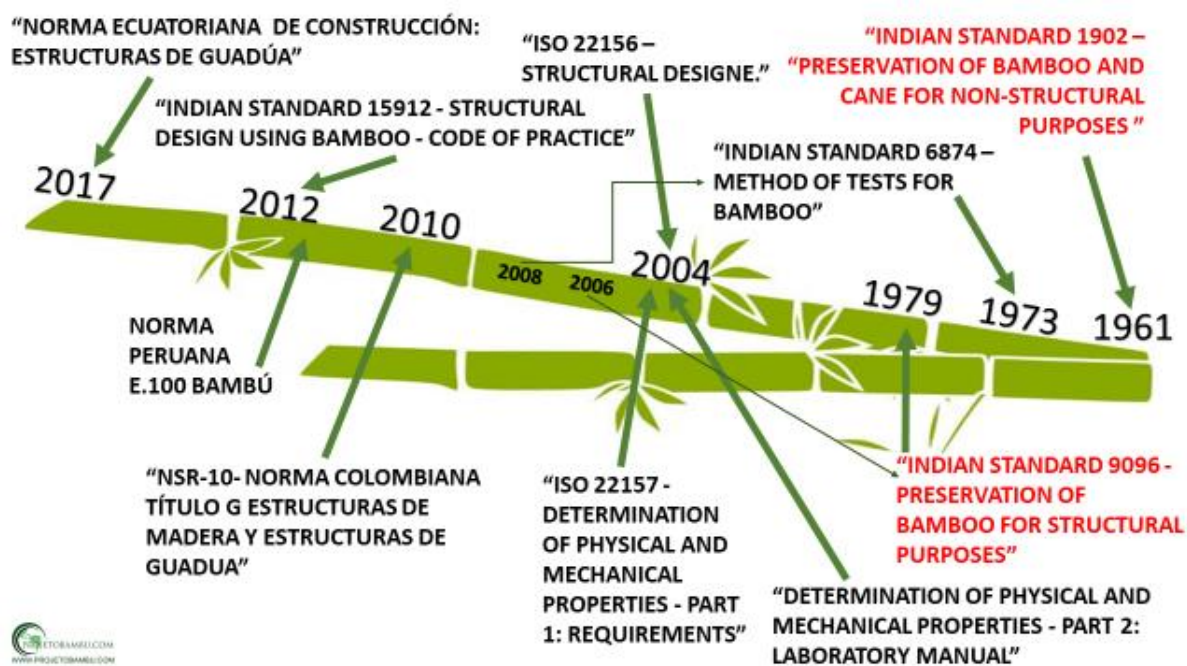 “NORMA ECUATORIANA DE CONSTRUCCIÓN:
ESTRUCTURAS DE GUADÚA”
“ISO 22156 –
STRUCTURAL DESIGNE.”
“INDIAN STANDARD 1902 –
“PRESERVATION OF BAMBOO AND
CANE FOR NON-STRUCTURAL
PURPOSES ”
“INDIAN STANDARD 15912 - STRUCTURAL
DESIGN USING BAMBOO - CODE OF PRACTICE”
“INDIAN STANDARD 6874 –
METHOD OF TESTS FOR
BAMBOO”
2017
2012
2010
2008
2006
2004
1979
1973
1961
NORMA
PERUANA
E.100 BAMBÚ
“NSR-10- NORMA COLOMBIANA
TÍTULO G ESTRUCTURAS DE
MADERA Y ESTRUCTURAS DE
GUADUA”
“ISO 22157 -
DETERMINATION
OF PHYSICAL AND
MECHANICAL
PROPERTIES - PART
1: REQUIREMENTS”
“INDIAN STANDARD 9096 -
PRESERVATION OF
BAMBOO FOR STRUCTURAL
PURPOSES”
“DETERMINATION OF PHYSICAL AND
MECHANICAL PROPERTIES - PART 2:
LABORATORY MANUAL”
WWW.PROJETOBAMBU.COM